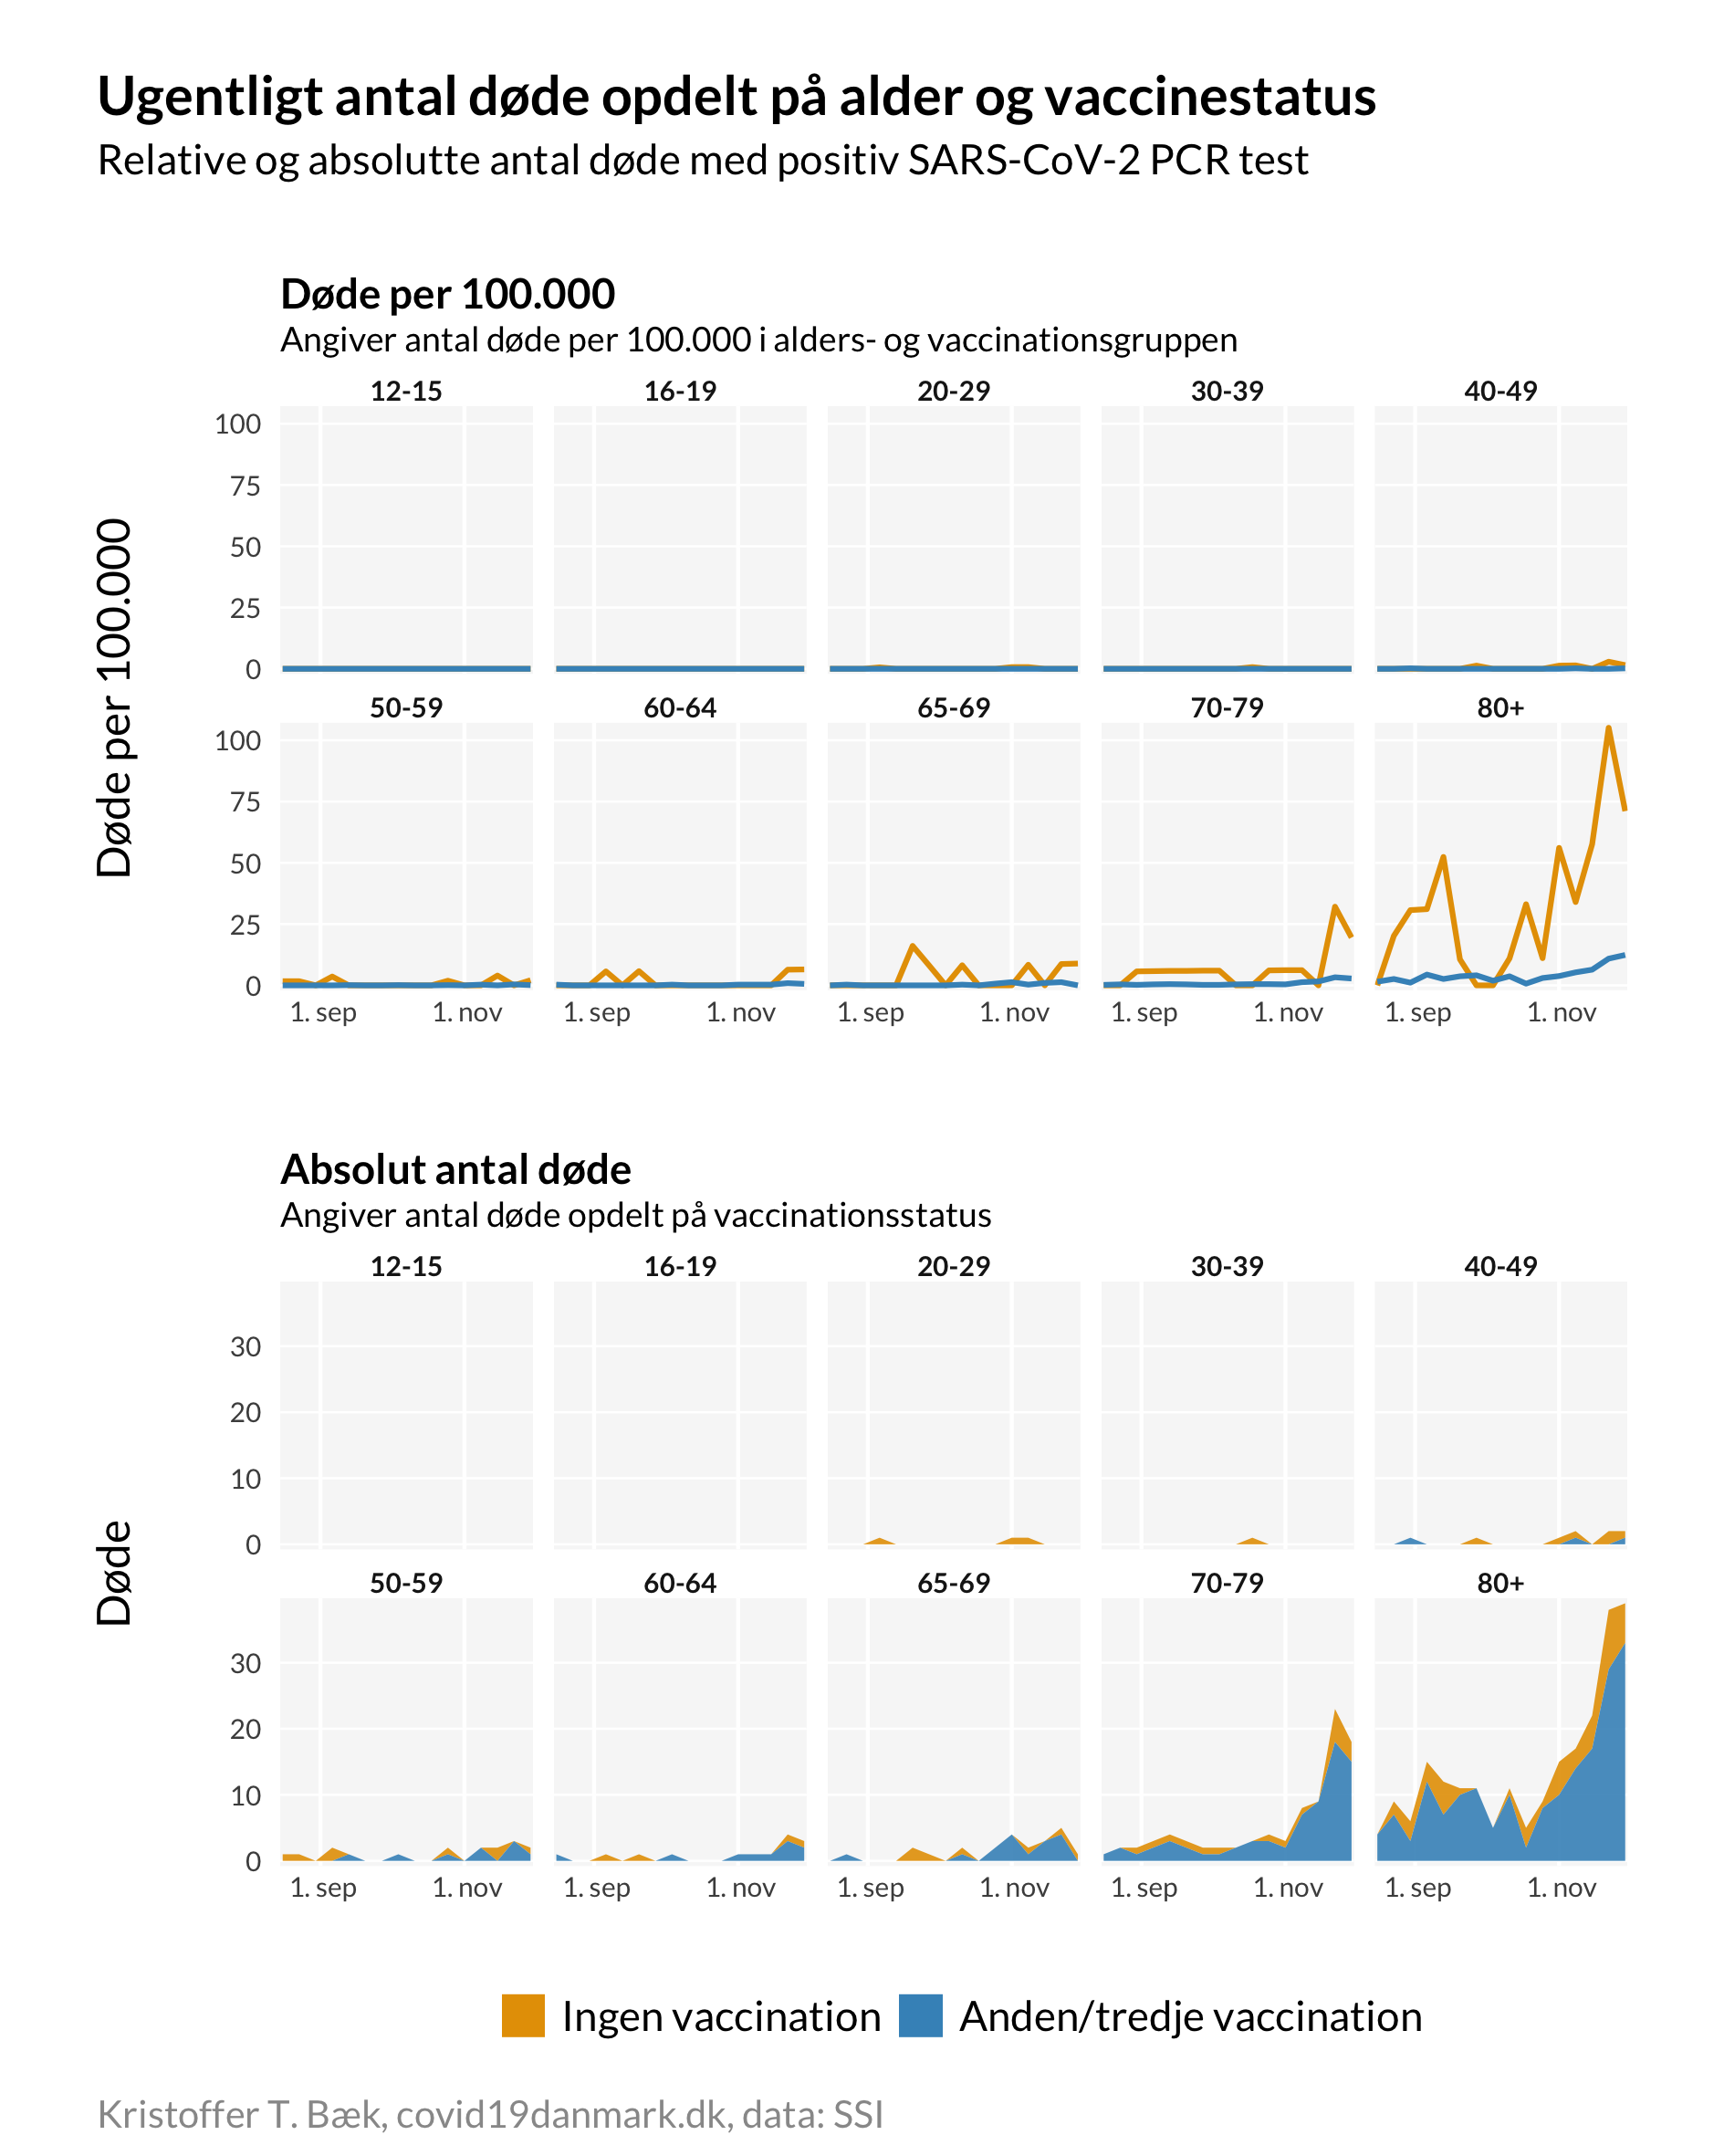 Ugentligt antal døde opdelt på alder og vaccinestatus
Relative og absolutte antal døde med positiv SARS-CoV-2 PCR test
Døde per 100.000
Angiver antal døde per 100.000 i alders- og vaccinationsgruppen
12-15 16-19 20-29 30-39 40-49
100
75
50
25
0
Døde per 100.000
50-59 60-64 65-69 70-79 80+
100
75
50
25
0
1. sep 1. nov 1. sep 1. nov 1. sep 1. nov 1. sep 1. nov 1. sep 1. nov
Absolut antal døde
Angiver antal døde opdelt på vaccinationsstatus
12-15 16-19 20-29 30-39 40-49
30
20
10
0
Døde
50-59 60-64 65-69 70-79 80+
30
20
10
0
1. sep 1. nov 1. sep 1. nov 1. sep 1. nov 1. sep 1. nov 1. sep 1. nov
Ingen vaccination Anden/tredje vaccination
Kristoffer T. Bæk, covid19danmark.dk, data: SSI